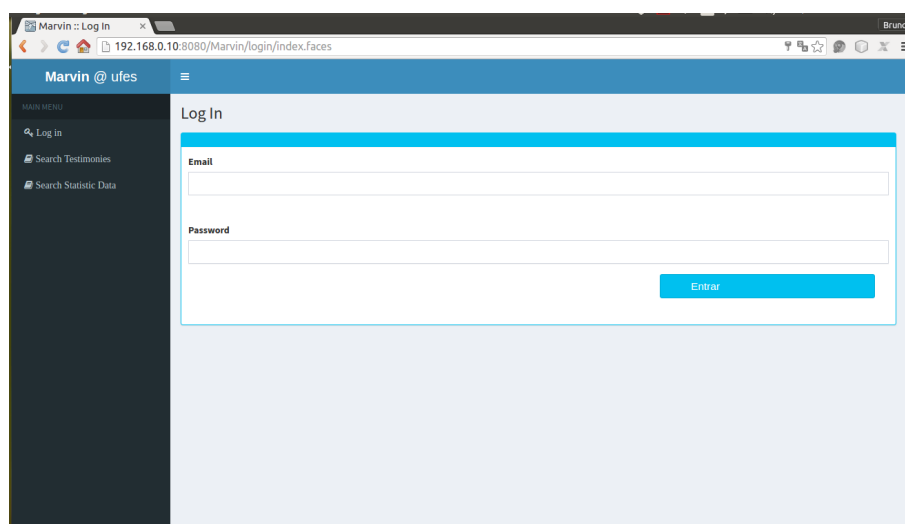 Marvin :: Log In
Brund
192.168.0.10:8080/Marvin/login/index.faces
Marvin @ ufes
MAIN MENU
Log in
Search Testimonies
Search Statistic Data
Log In
Email
Password
Entrar